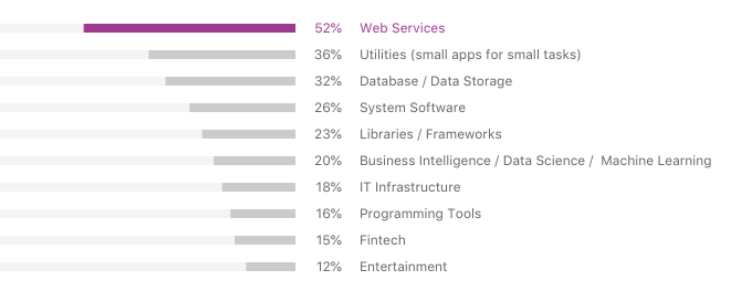 52% Web Services
36% Utilities (small apps for small tasks)
32% Database / Data Storage
26% System Software
23% Libraries / Frameworks
20% Business Intelligence / Data Science / Machine Learning
18% IT Infrastructure
16% Programming Tools
15% Fintech
12% Entertainment